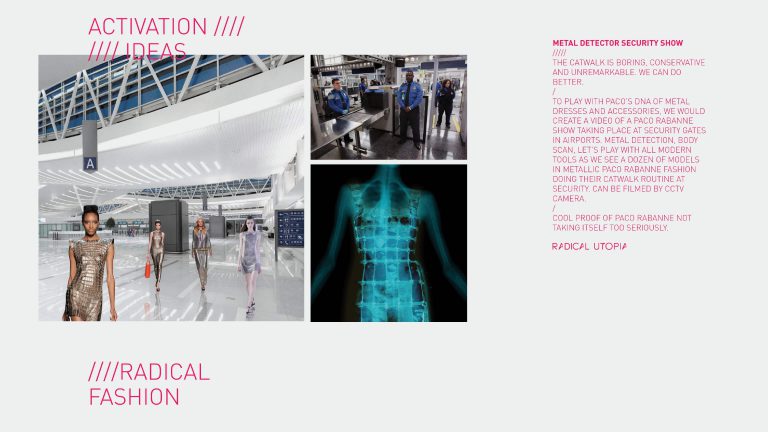 ACTIVATION ////
//// IDEAS
A
////RADICAL
FASHION
METAL DETECTOR SECURITY SHOW
/////
THE CATWALK IS BORING, CONSERVATIVE
AND UNREMARKABLE. WE CAN DO
BETTER.
/
TO PLAY WITH PACO'S DNA OF METAL
DRESSES AND ACCESSORIES, WE WOULD
CREATE A VIDEO OF A PACO RABANNE
SHOW TAKING PLACE AT SECURITY GATES
IN AIRPORTS. METAL DETECTION, BODY
SCAN, LET'S PLAY WITH ALL MODERN
TOOLS AS WE SEE A DOZEN OF MODELS
IN METALLIC PACO RABANNE FASHION
DOING THEIR CATWALK ROUTINE AT
SECURITY. CAN BE FILMED BY CCTV
CAMERA.
/
COOL PROOF OF PACO RABANNE NOT
TAKING ITSELF TOO SERIOUSLY.
RADICAL UTOPIA